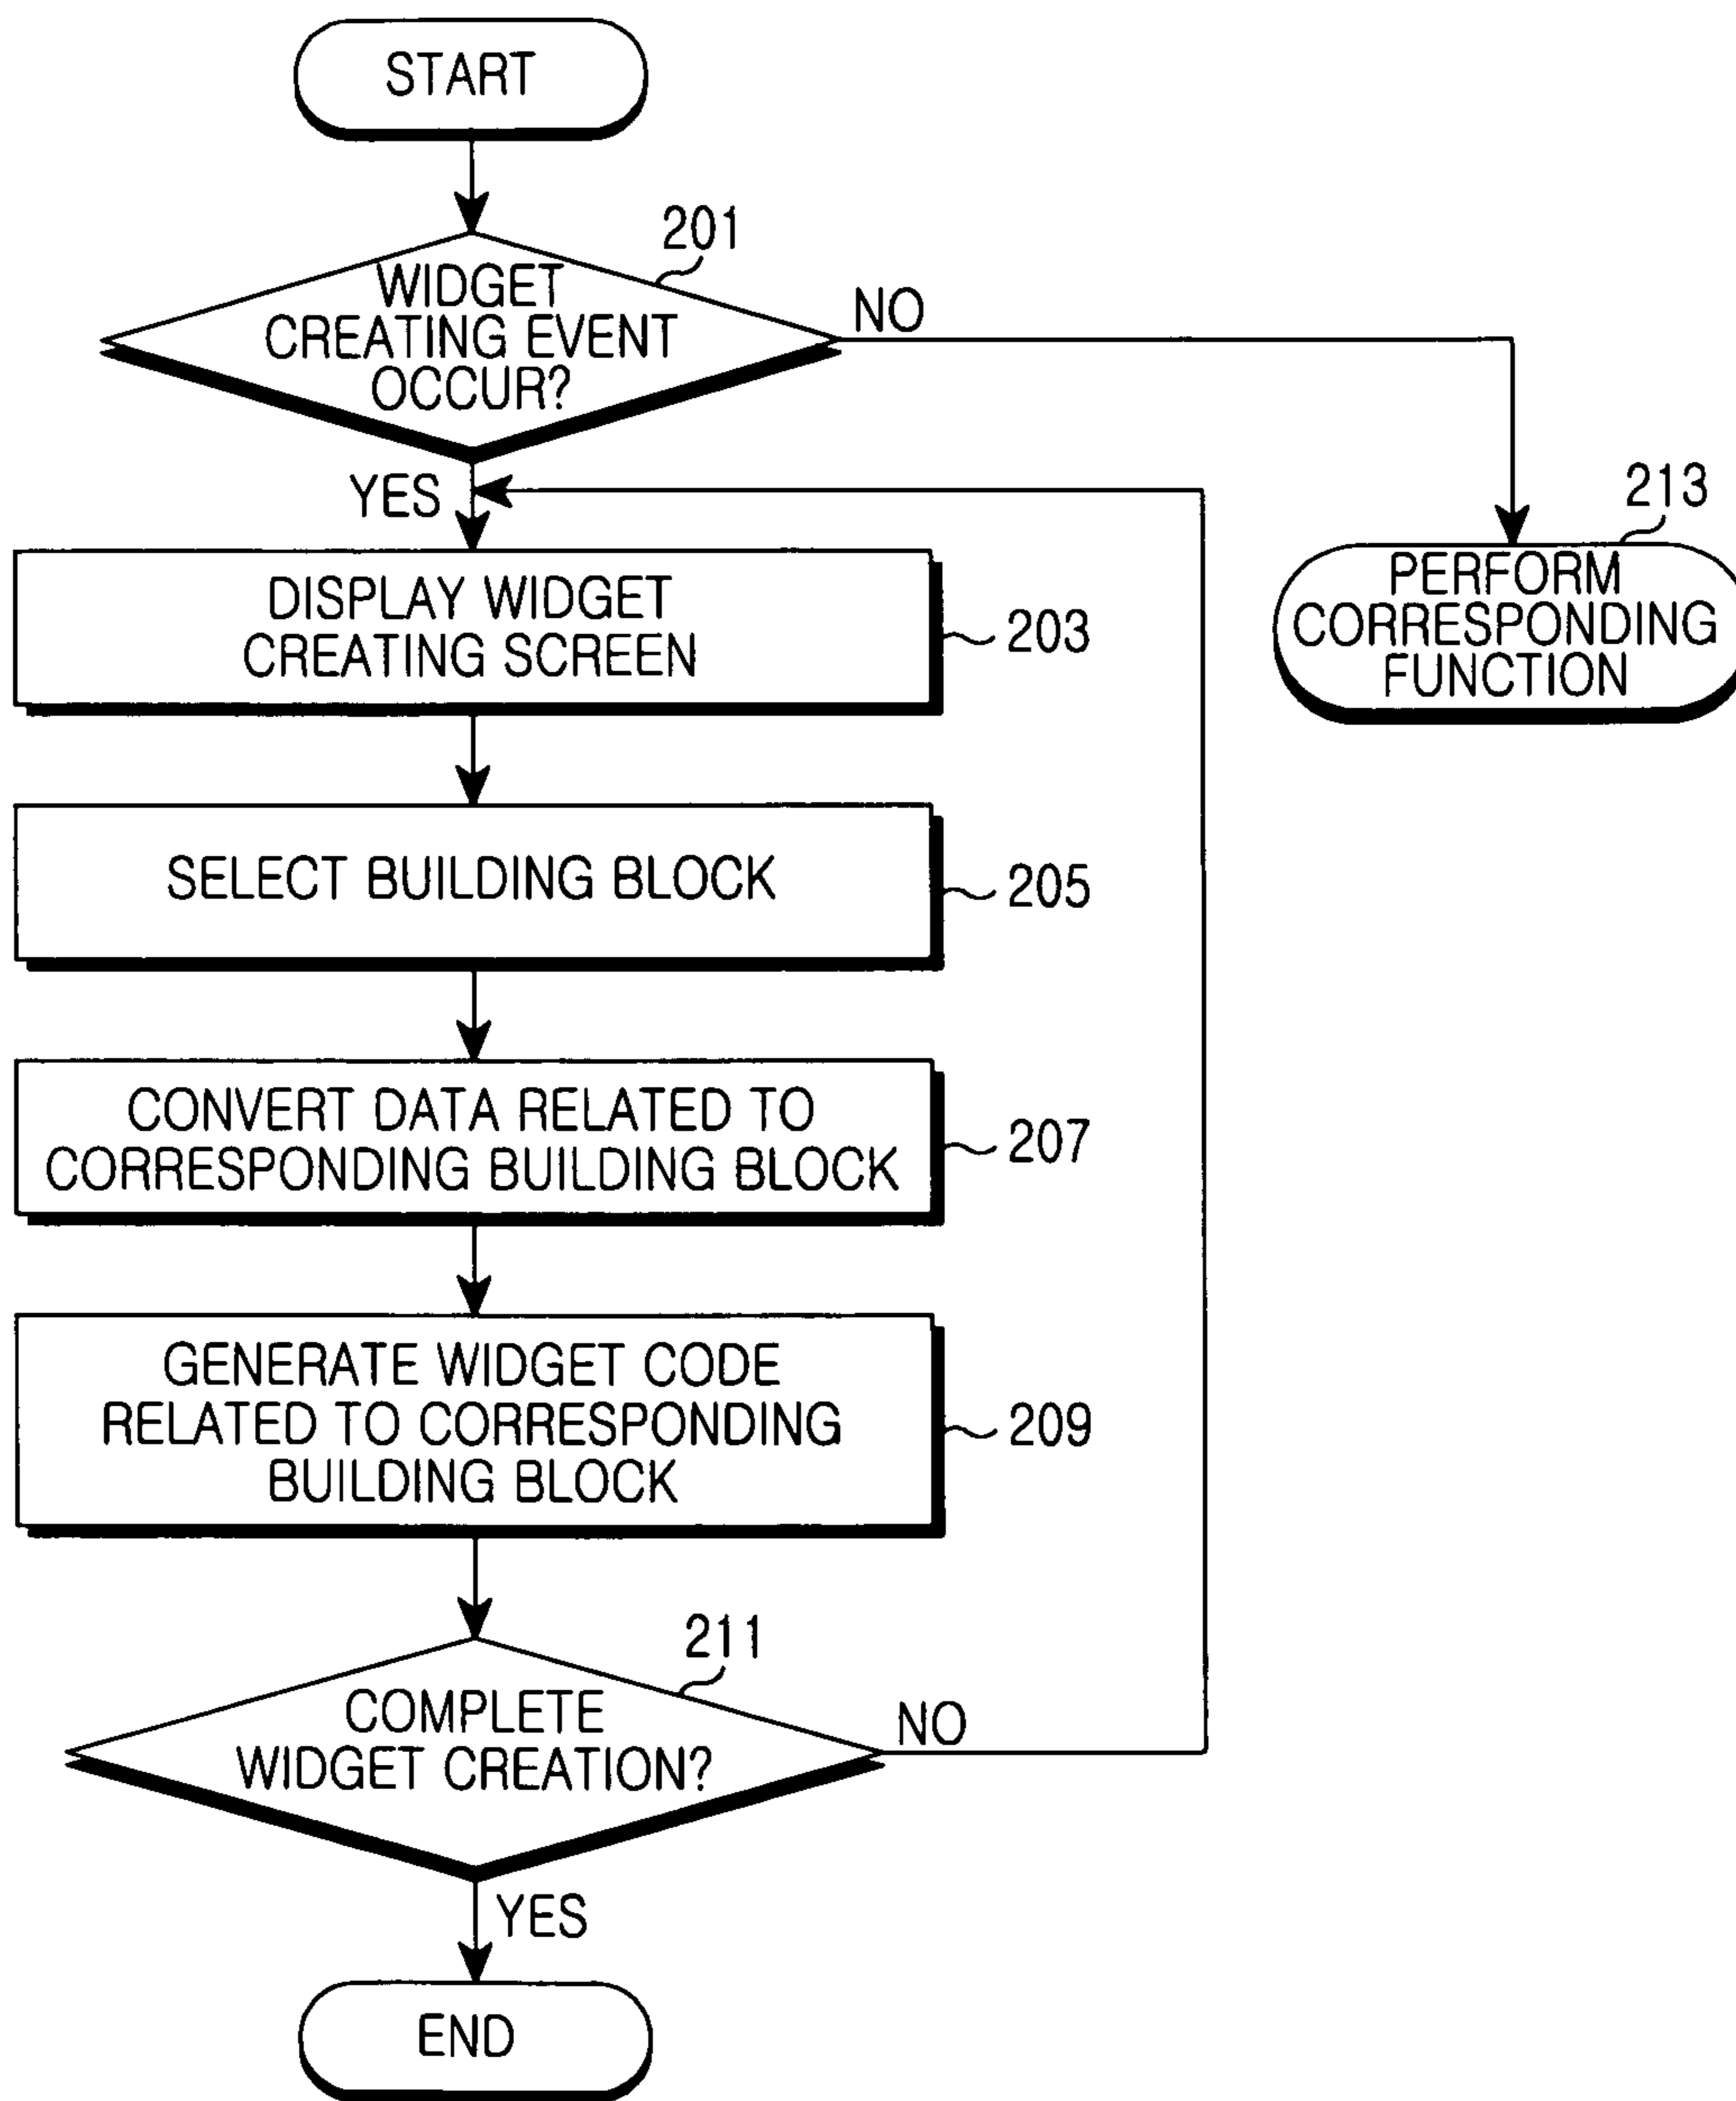 START
201
WIDGET
CREATING EVENT
OCCUR?
NO
YES
213
PERFORM
CORRESPONDING
FUNCTION
DISPLAY WIDGET
CREATING SCREEN
203
SELECT BUILDING BLOCK
205
CONVERT DATA RELATED TO
CORRESPONDING BUILDING BLOCK
207
GENERATE WIDGET CODE
RELATED TO CORRESPONDING
BUILDING BLOCK
209
211
COMPLETE
WIDGET CREATION?
NO
YES
END